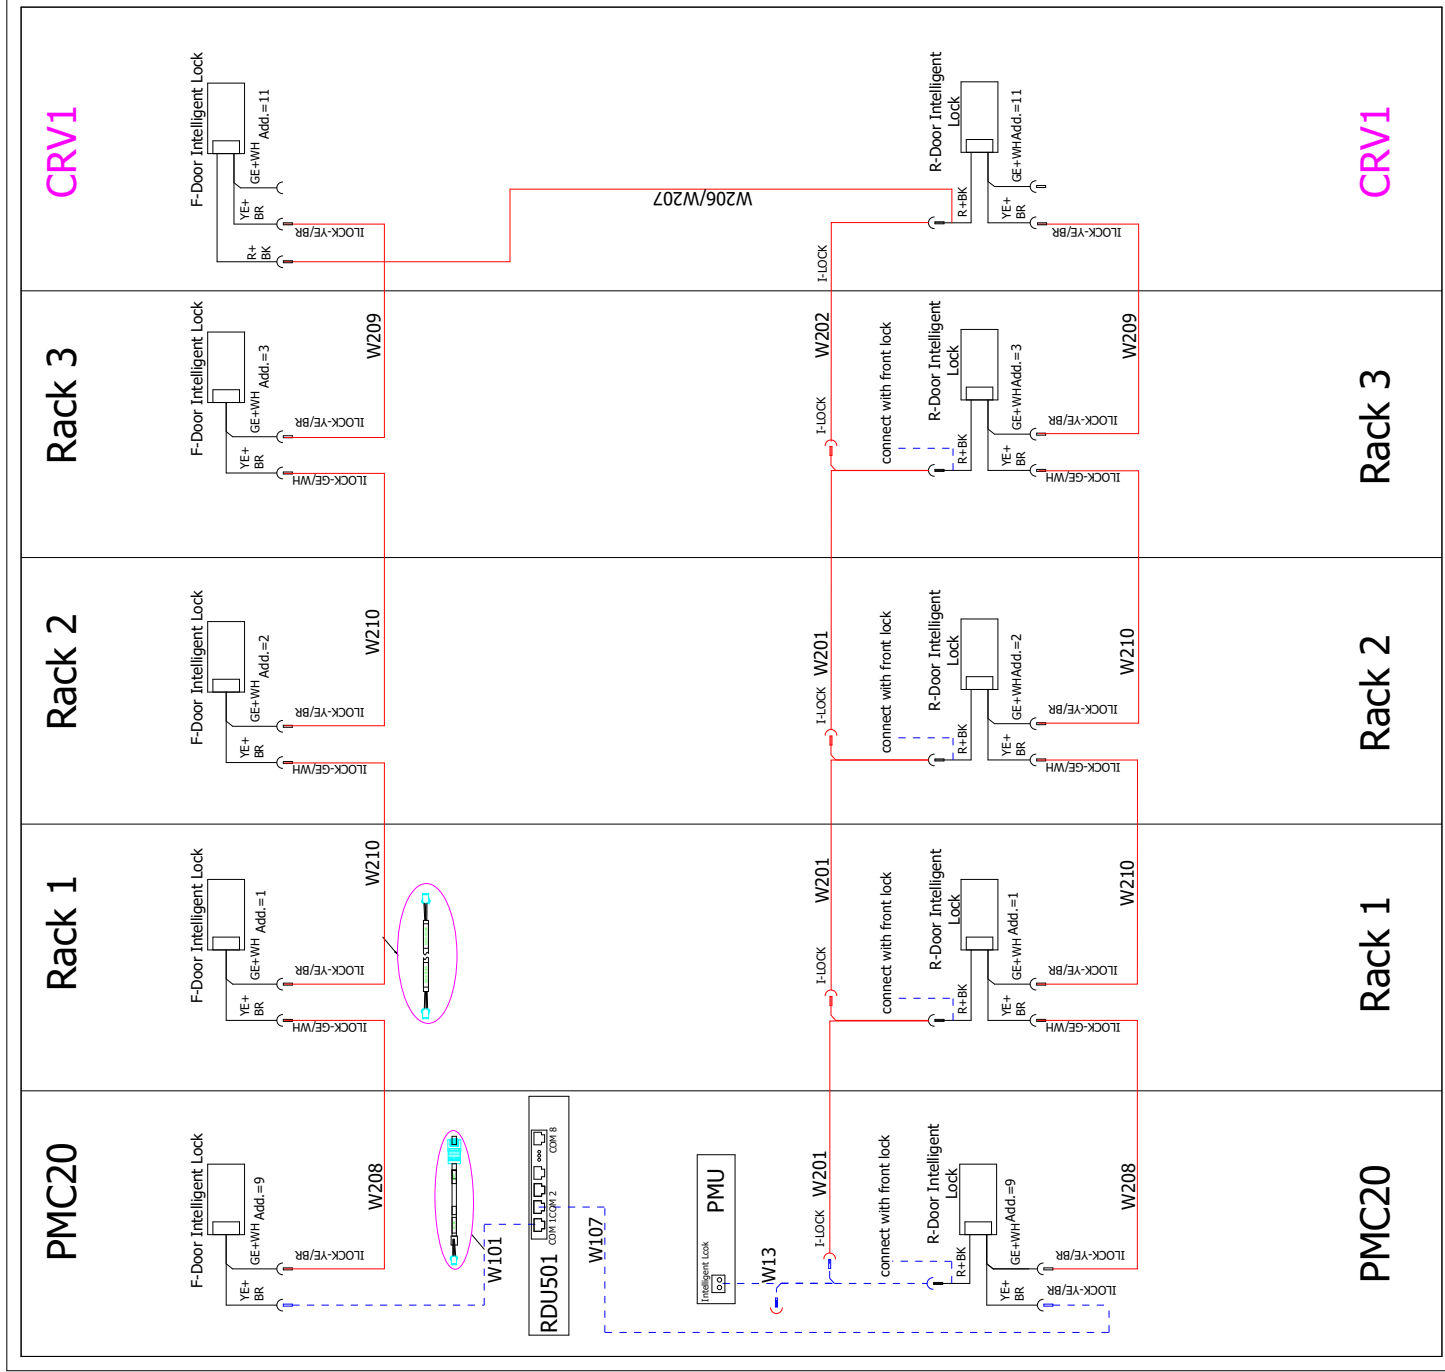 PMC20
F-Door Intelligent Lock
Add.=9
GE+WH
YE+
BR
ILOCK-YE/BR
W208
W101
RDU501
COM 1
COM 2
COM 8
W107
PMU
Intelligent Lcok
W13
I-LOCK
W201
connect with front lock
R-Door Intelligent
Lock
R+BK
Add.=9
GE+WH
YE+
BR
ILOCK-YE/BR
ILOCK-YE/BR
W208
PMC20
Rack 1
F-Door Intelligent Lock
Add.=1
GE+WH
YE+
BR
ILOCK-GE/WH
ILOCK-YE/BR
W210
I-LOCK
W201
connect with front lock
R-Door Intelligent
Lock
R+BK
Add.=1
GE+WH
YE+
BR
ILOCK-GE/WH
ILOCK-YE/BR
W210
Rack 1
Rack 2
F-Door Intelligent Lock
Add.=2
GE+WH
YE+
BR
ILOCK-GE/WH
ILOCK-YE/BR
W210
I-LOCK
W201
connect with front lock
R-Door Intelligent
Lock
R+BK
Add.=2
GE+WH
YE+
BR
ILOCK-GE/WH
ILOCK-YE/BR
W210
Rack 2
Rack 3
F-Door Intelligent Lock
Add.=3
GE+WH
YE+
BR
ILOCK-GE/WH
ILOCK-YE/BR
W209
I-LOCK
W202
connect with front lock
R-Door Intelligent
Lock
R+BK
Add.=3
GE+WH
YE+
BR
ILOCK-GE/WH
ILOCK-YE/BR
W209
Rack 3
CRV1
F-Door Intelligent Lock
Add.=11
GE+WH
YE+
BR
R+
BK
ILOCK-YE/BR
W206/W207
I-LOCK
R-Door Intelligent
Lock
R+BK
Add.=11
GE+WH
YE+
BR
ILOCK-YE/BR
CRV1